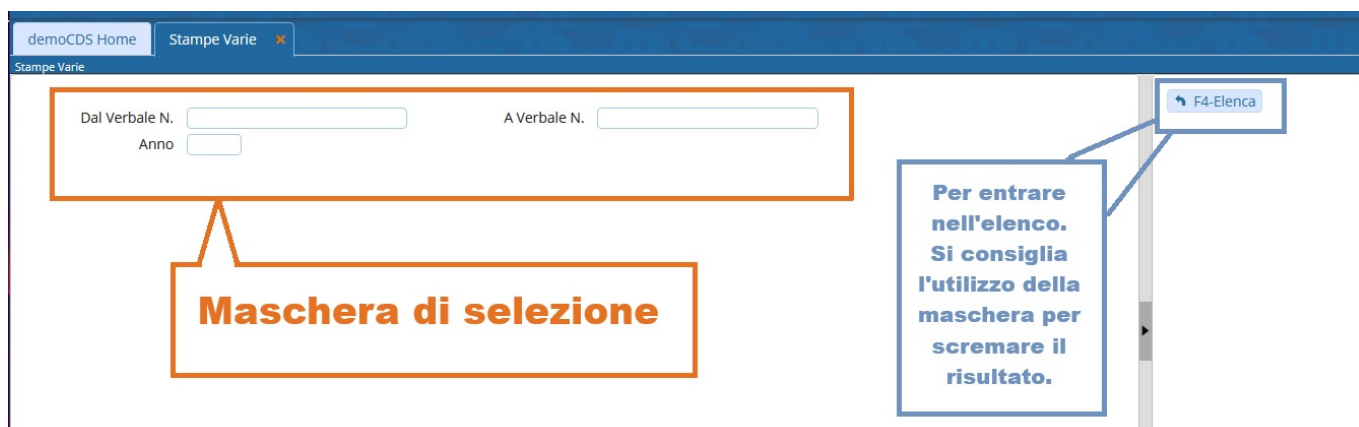 demoCDS Home
Stampe Varie
Stampe Varie
Dal Verbale N.
A Verbale N.
Anno
F4-Elenca
Maschera di selezione
Per entrare
nell'elenco.
Si consiglia
l'utilizzo della
maschera per
scremare il
risultato.